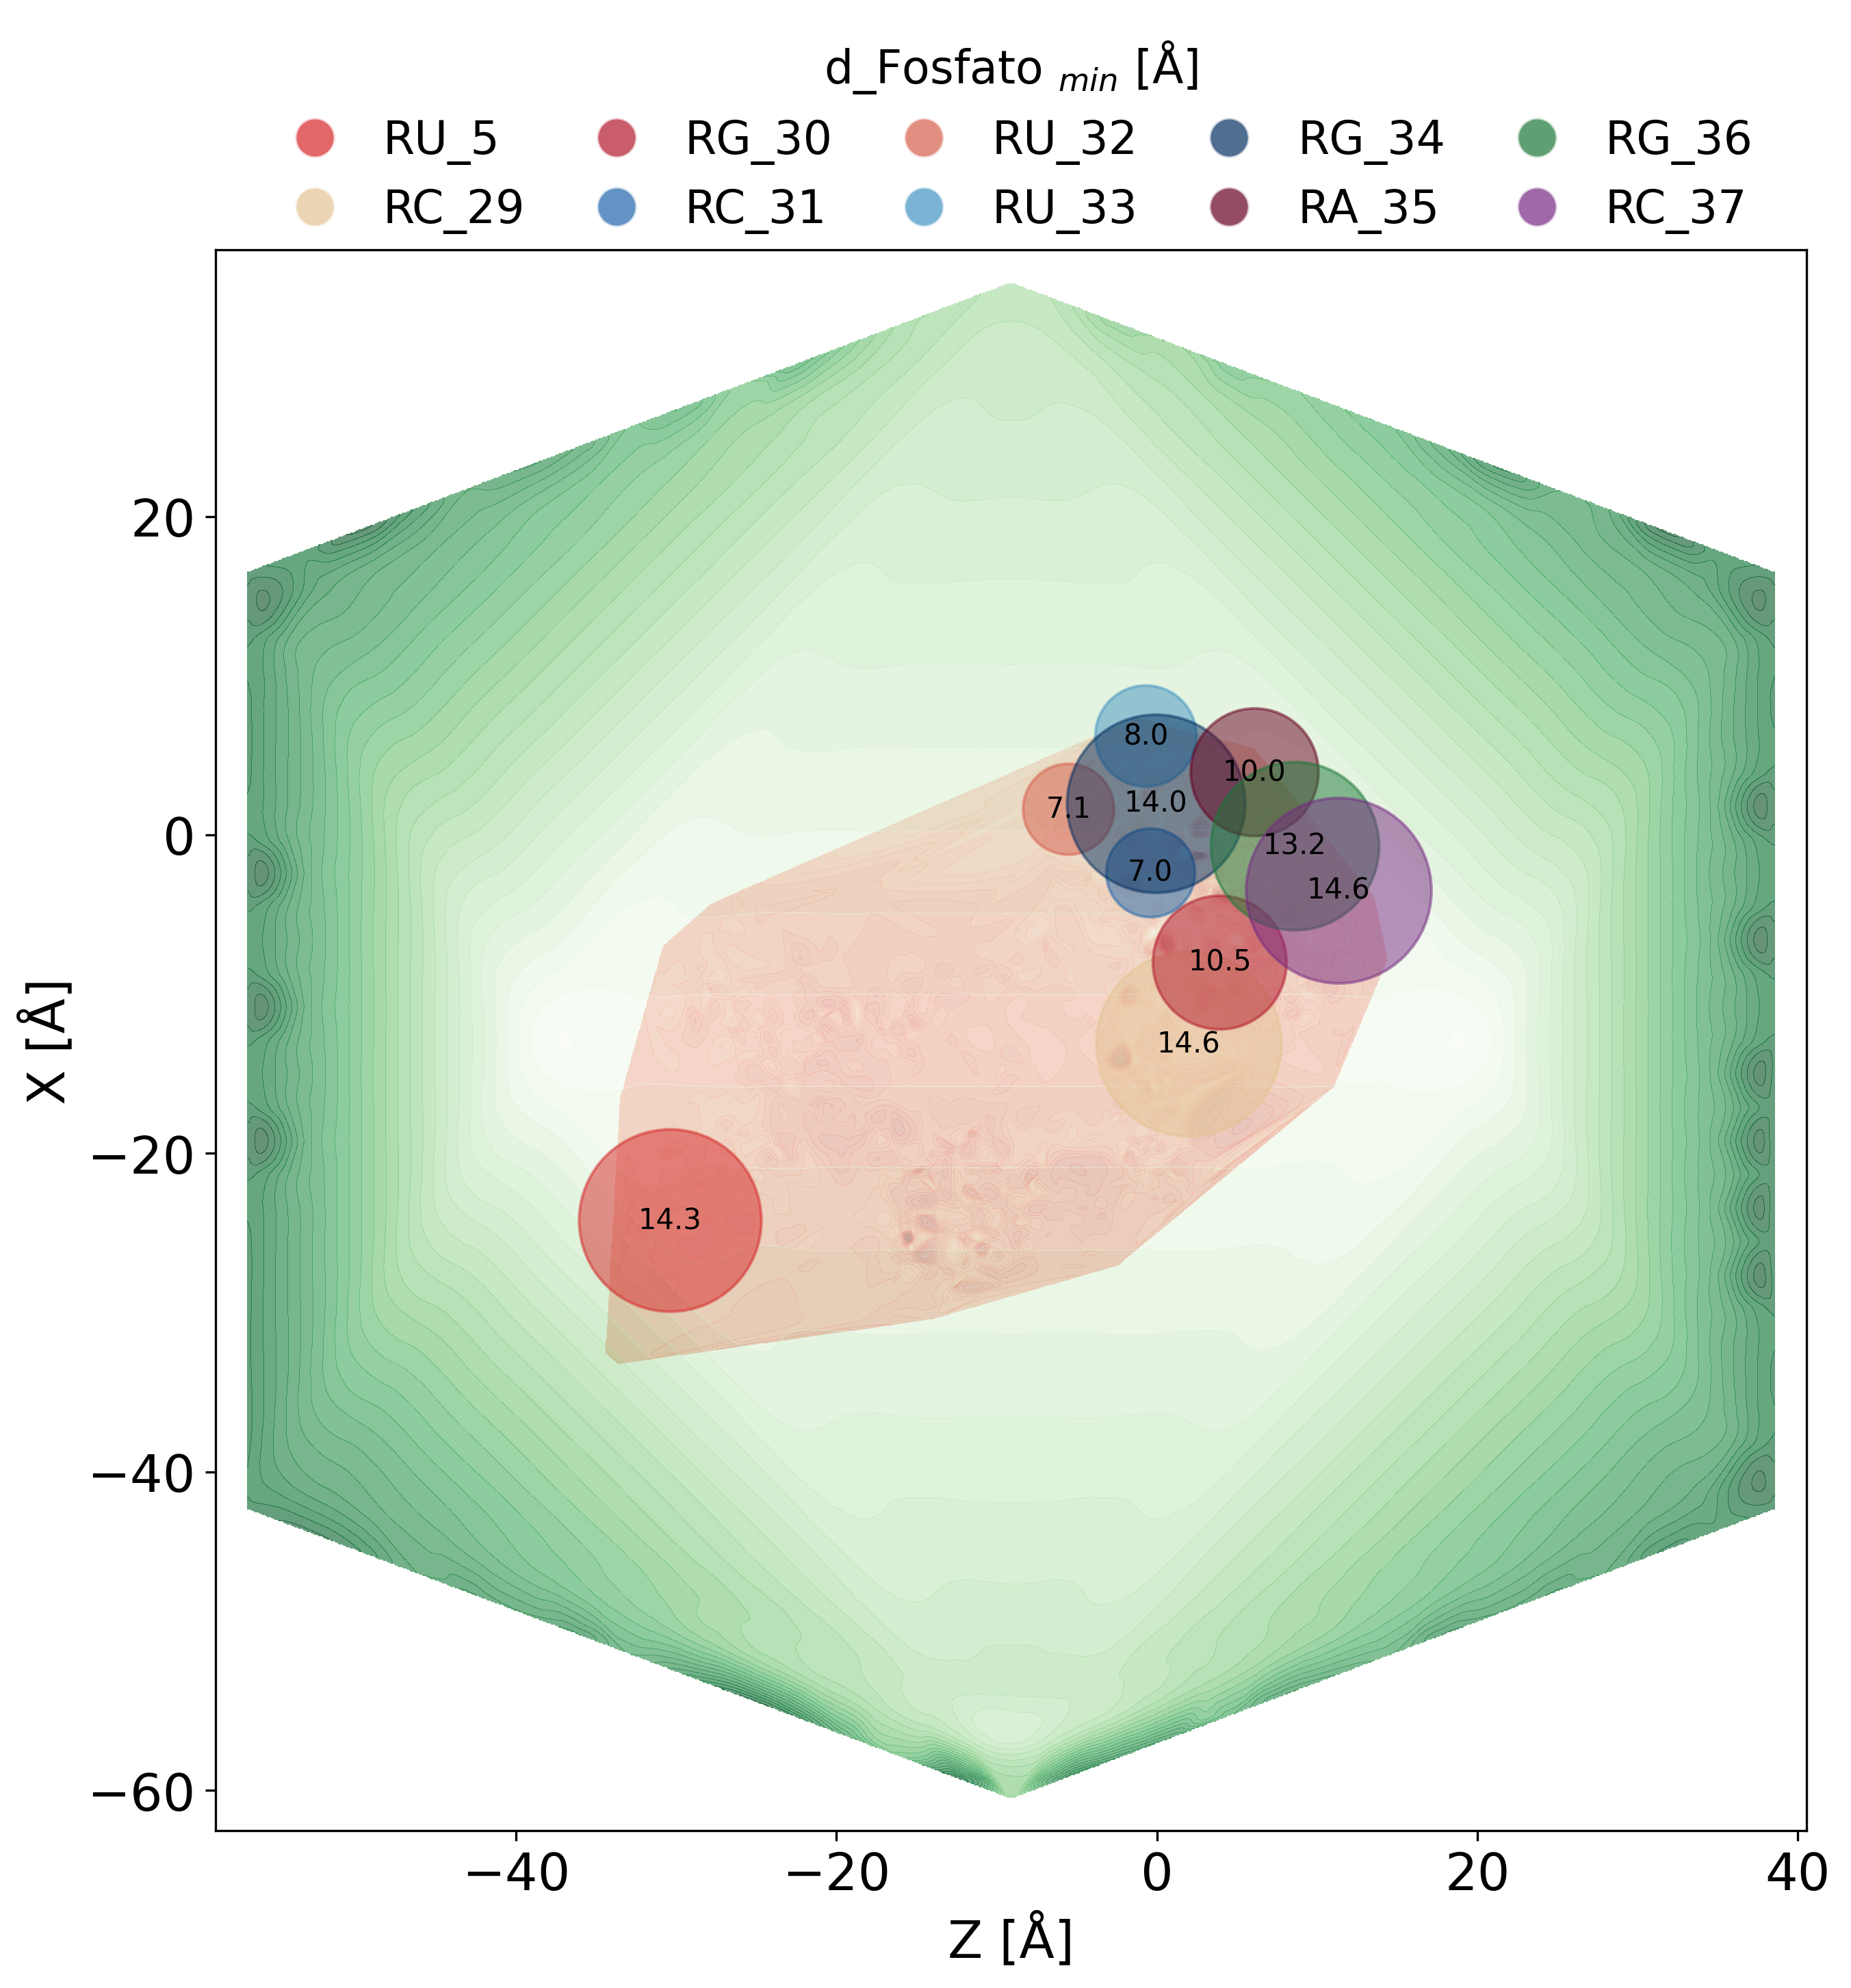 d_Fosfato min [Å]
RU_5 RG_30 RU_32 RG_34 RG_36
RC_29 RC_31 RU_33 RA_35 RC_37
20
0
−20
−40
−60
X [Å]
8.0
10.0
7.1
14.0
13.2
7.0
14.6
10.5
14.6
14.3
−40 −20 0 20 40
Z [Å]